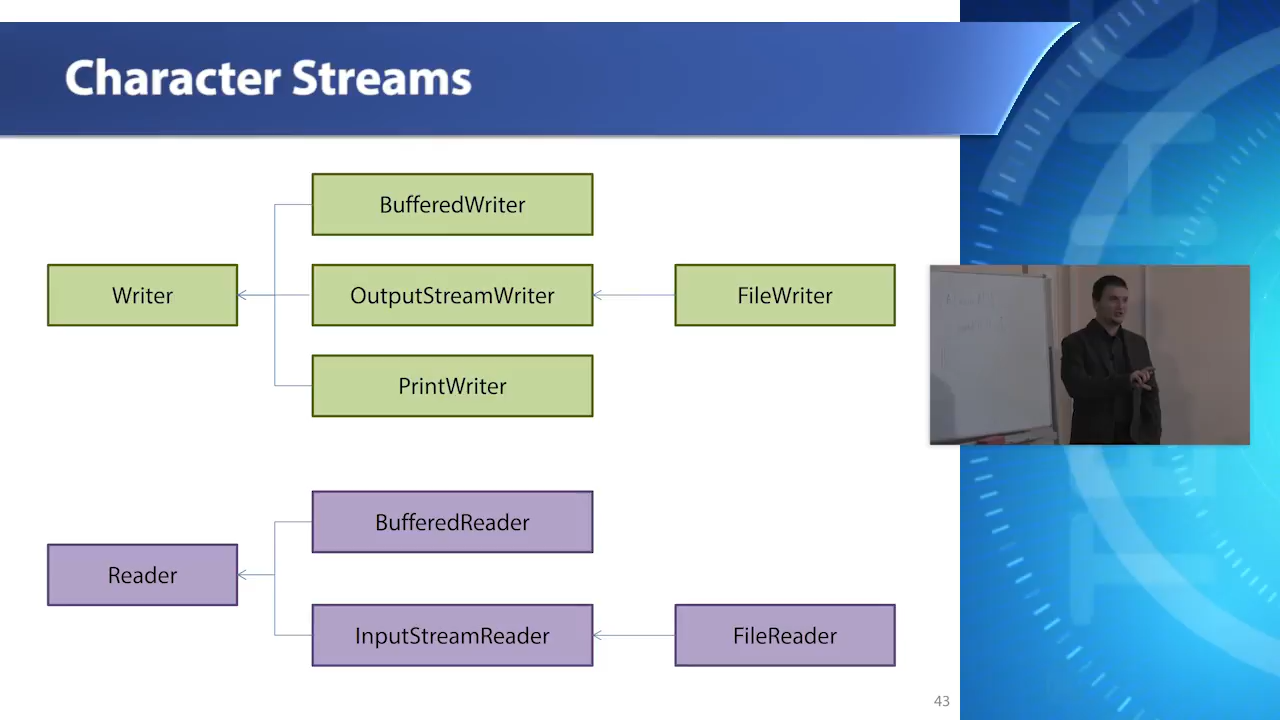 Character Streams
BufferedWriter
Writer
OutputStreamWriter
FileWriter
PrintWriter
BufferedReader
Reader
InputStreamReader
FileReader
43